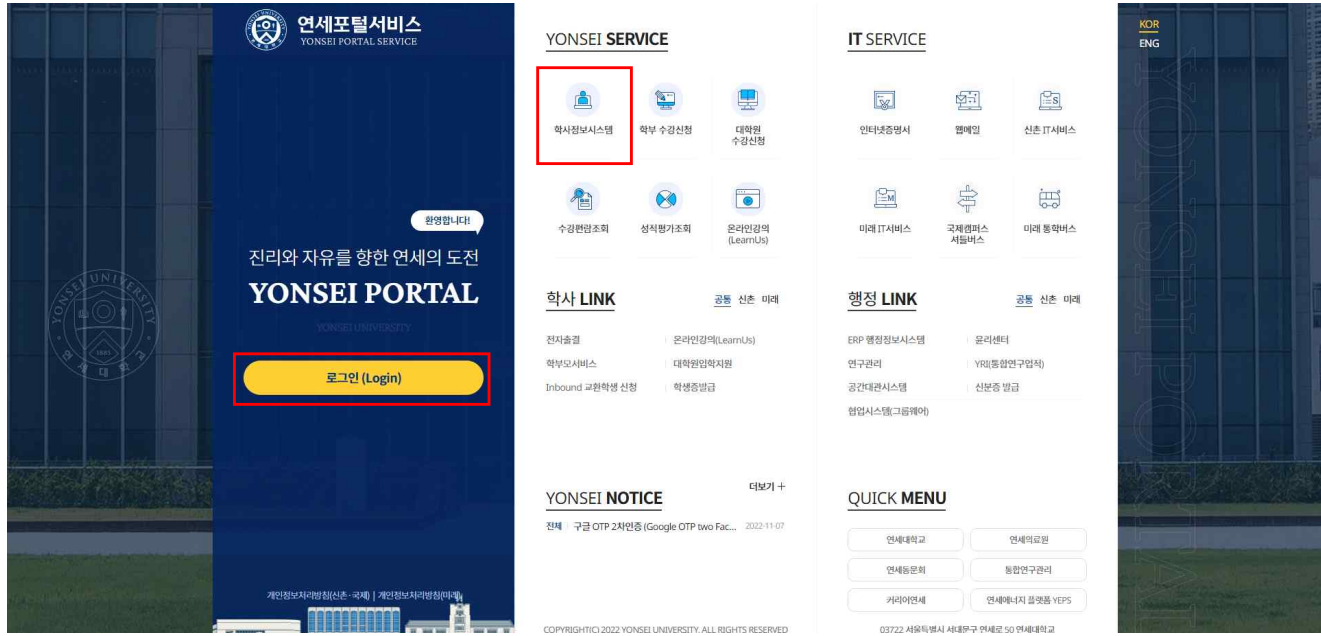 연세포털서비스
YONSEI PORTAL SERVICE
환영합니다!
진리와 자유를 향한 연세의 도전
YONSEI PORTAL
YONSEI UNIVERSITY
로그인 (Login)
개인정보처리방침(신촌·국제) | 개인정보처리방침(미래)
YONSEI SERVICE
학사정보시스템
학부 수강신청
대학원
수강신청
수강편람조회
성적평가조회
온라인강의
(LearnUs)
학사 LINK
공통 신촌 미래
전자출결
온라인강의(LearnUs)
학부모서비스
대학원입학지원
Inbound 교환학생 신청
학생증발급
YONSEI NOTICE
더보기 +
전체 구글 OTP 2차인증 (Google OTP two Fac... 2022-11-07
COPYRIGHT(C) 2022 YONSEI UNIVERSITY. ALL RIGHTS RESERVED
IT SERVICE
인터넷증명서
웹메일
신촌 IT서비스
미래 IT서비스
국제캠퍼스
셔틀버스
미래 통학버스
행정 LINK
공통 신촌 미래
ERP 행정정보시스템
윤리센터
연구관리
YRI(통합연구업적)
공간대관시스템
신분증 발급
협업시스템(그룹웨어)
QUICK MENU
연세대학교
연세의료원
연세동문회
통합연구관리
커리어연세
연세에너지 플랫폼 YEPS
03722 서울특별시 서대문구 연세로 50 연세대학교
KOR
ENG
YONSEI PORTAL
YONSEI UNIVERSITY
1885
연세대학교